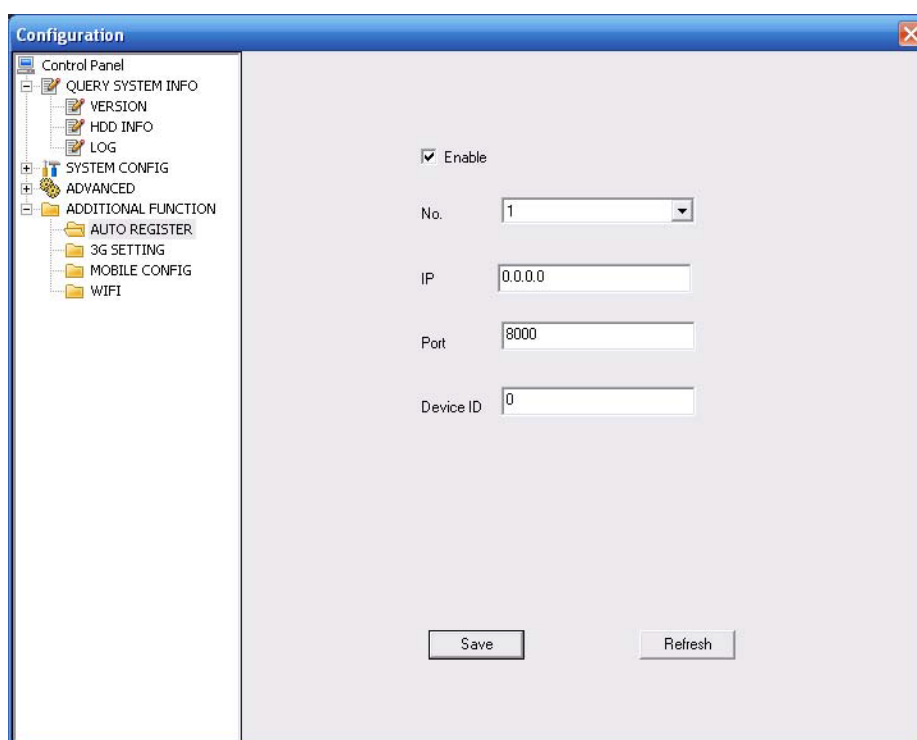 Configuration
Control Panel
QUERY SYSTEM INFO
VERSION
HDD INFO
LOG
SYSTEM CONFIG
ADVANCED
ADDITIONAL FUNCTION
AUTO REGISTER
3G SETTING
MOBILE CONFIG
WIFI
Enable
No. 1
IP 0.0.0.0
Port 8000
Device ID 0
Save Refresh